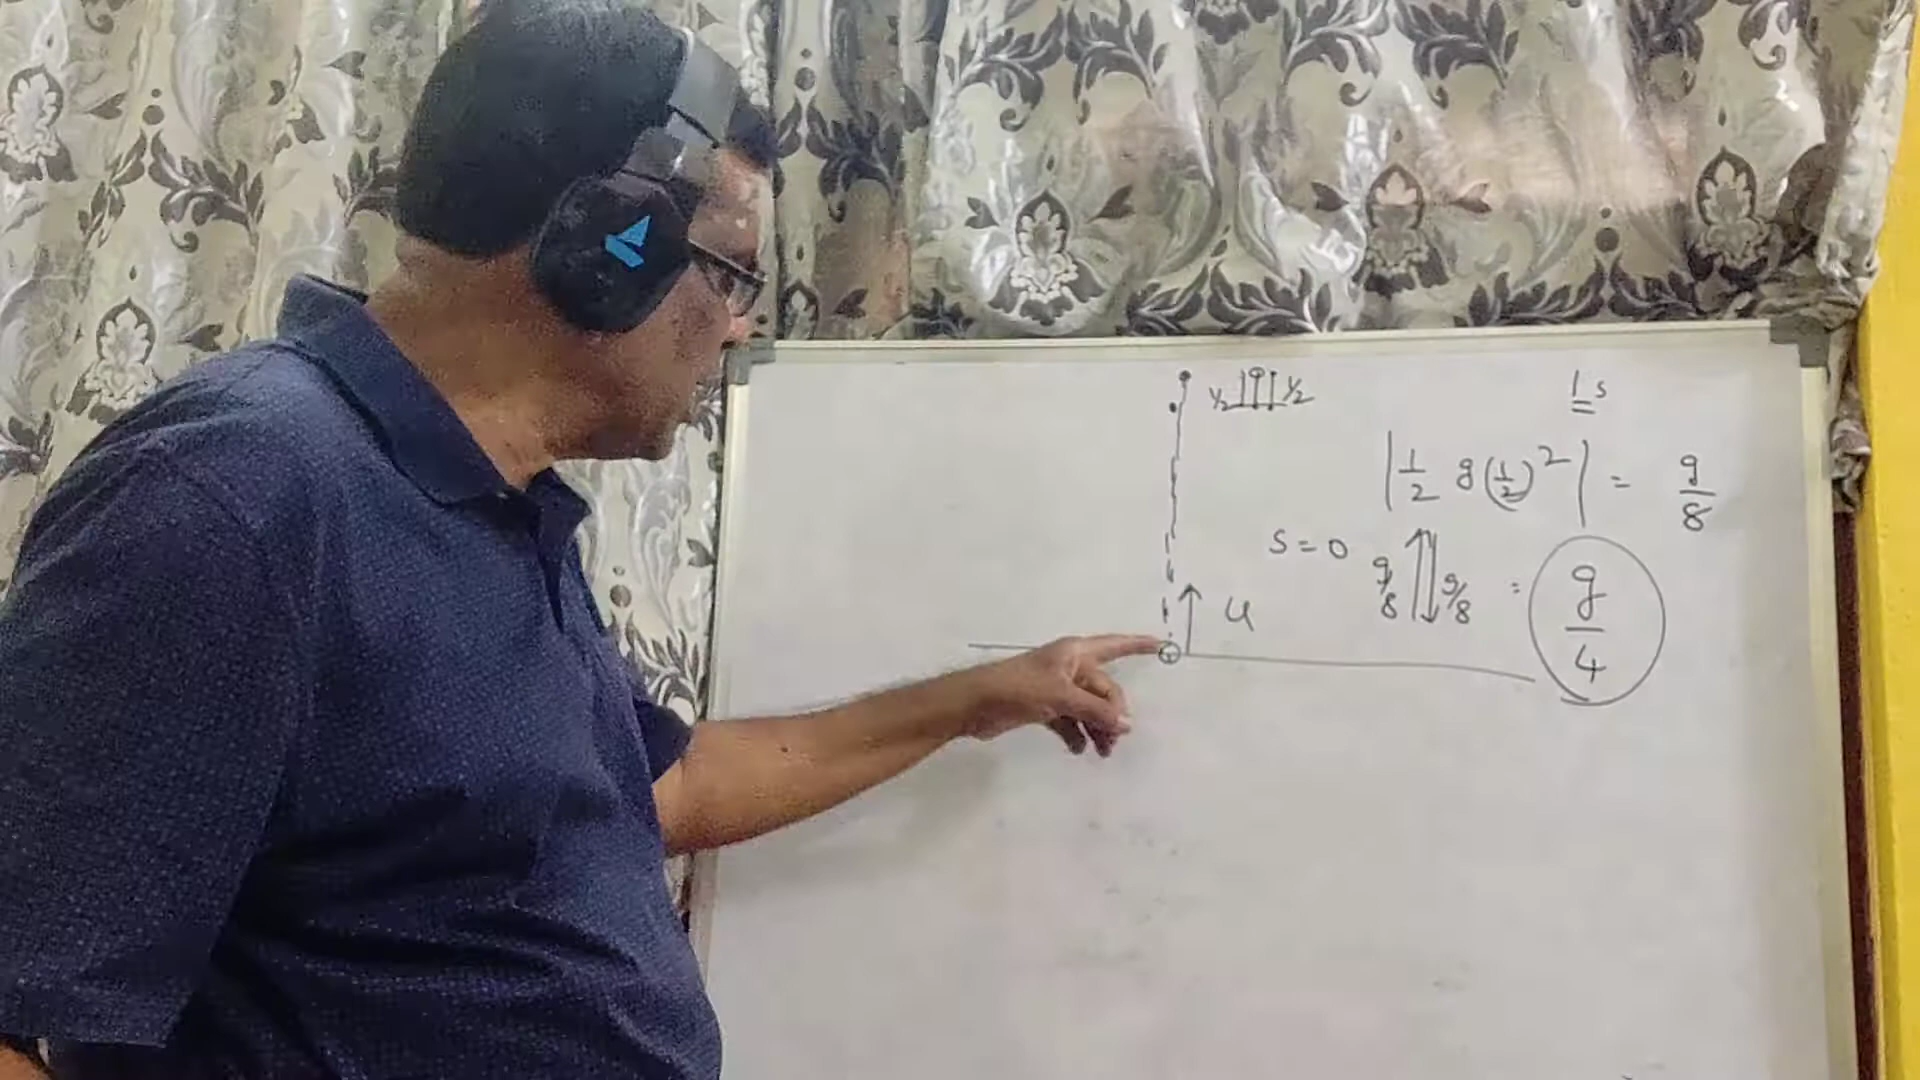 1/2 1/2
1 s
|1/2 g(1/2)^2| = g/8
s = 0 g/8 g/8 = g/4
u